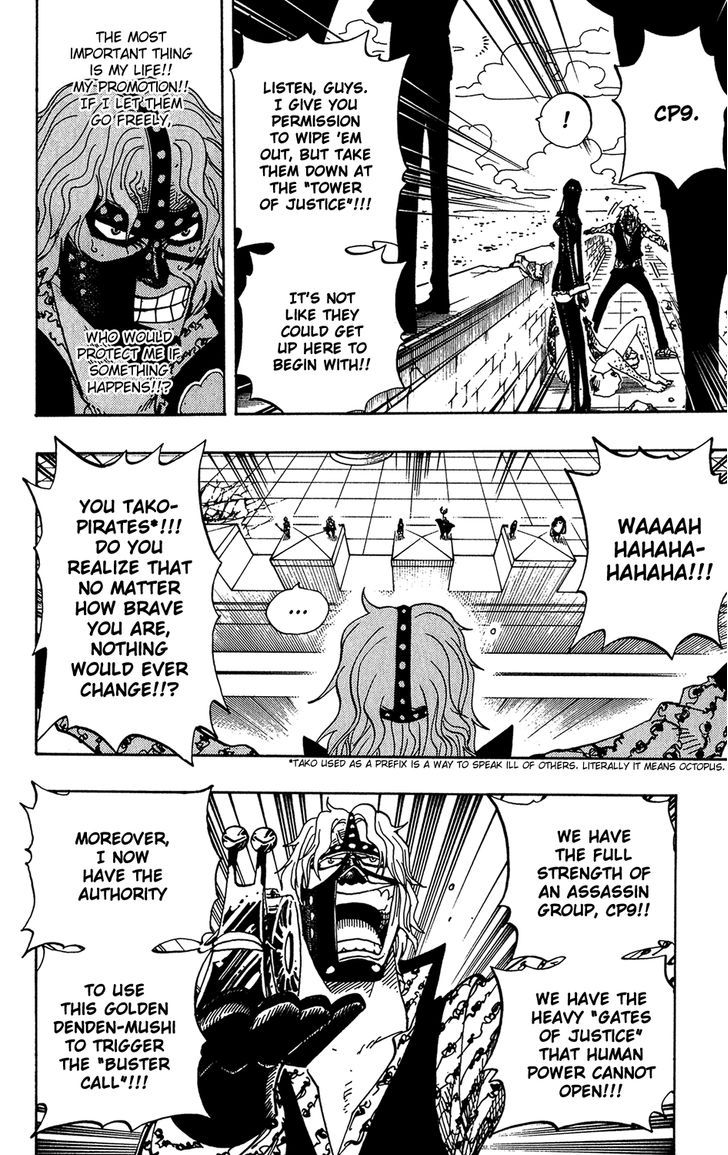 CP9.
!
LISTEN, GUYS.
I GIVE YOU
PERMISSION
TO WIPE 'EM
OUT, BUT TAKE
THEM DOWN AT
THE "TOWER
OF JUSTICE"!!!
IT'S NOT
LIKE THEY
COULD GET
UP HERE TO
BEGIN WITH!!
THE MOST
IMPORTANT THING
IS MY LIFE!!
MY PROMOTION!!
IF I LET THEM
GO FREELY,
WHO WOULD
PROTECT ME IF
SOMETHING
HAPPENS!!?
WAAAAH
HAHAHA-
HAHAHA!!!
...
YOU TAKO-
PIRATES*!!!
DO YOU
REALIZE THAT
NO MATTER
HOW BRAVE
YOU ARE,
NOTHING
WOULD EVER
CHANGE!!?
*TAKO USED AS A PREFIX IS A WAY TO SPEAK ILL OF OTHERS. LITERALLY IT MEANS OCTOPUS.
WE HAVE
THE FULL
STRENGTH OF
AN ASSASSIN
GROUP, CP9!!
WE HAVE THE
HEAVY "GATES
OF JUSTICE"
THAT HUMAN
POWER CANNOT
OPEN!!!
MOREOVER,
I NOW
HAVE THE
AUTHORITY
TO USE
THIS GOLDEN
DENDEN-MUSHI
TO TRIGGER
THE "BUSTER
CALL"!!!